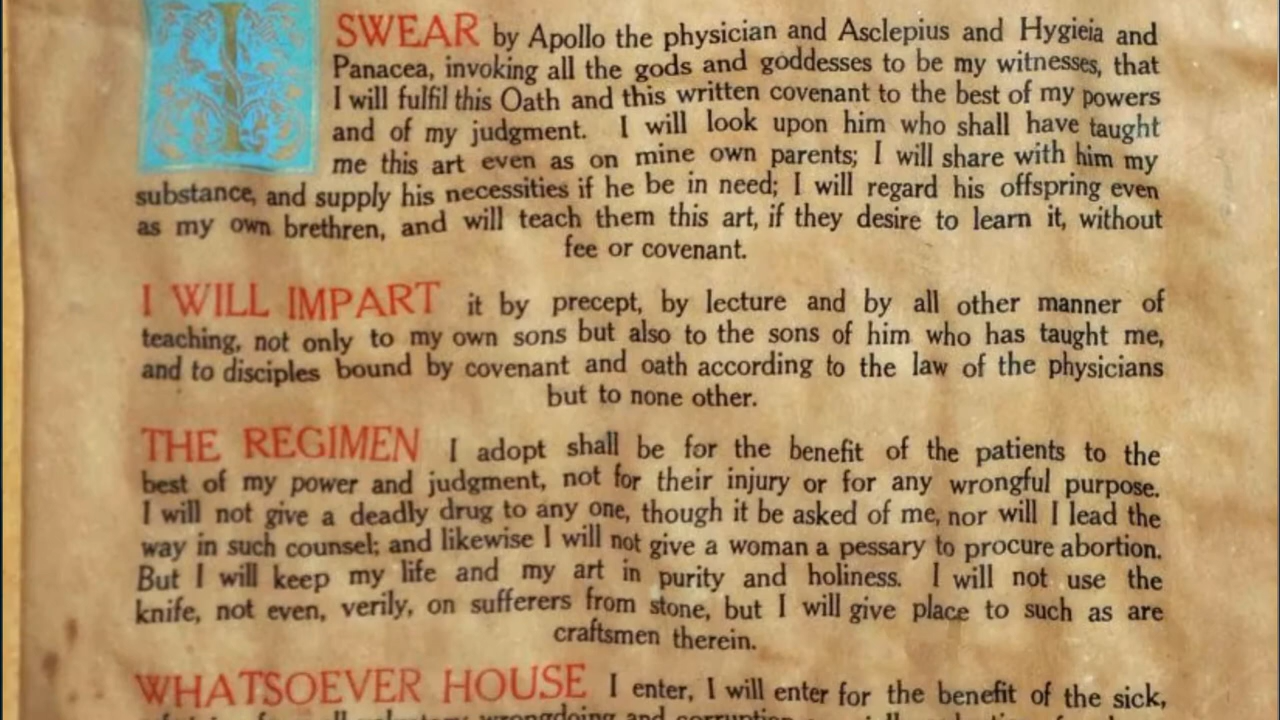 I SWEAR by Apollo the physician and Asclepius and Hygieia and
Panacea, invoking all the gods and goddesses to be my witnesses, that
I will fulfil this Oath and this written covenant to the best of my powers
and of my judgment. I will look upon him who shall have taught
me this art even as on mine own parents; I will share with him my
substance, and supply his necessities if he be in need; I will regard his offspring even
as my own brethren, and will teach them this art, if they desire to learn it, without
fee or covenant.
I WILL IMPART it by precept, by lecture and by all other manner of
teaching, not only to my own sons but also to the sons of him who has taught me,
and to disciples bound by covenant and oath according to the law of the physicians
but to none other.
THE REGIMEN I adopt shall be for the benefit of the patients to the
best of my power and judgment, not for their injury or for any wrongful purpose.
I will not give a deadly drug to any one, though it be asked of me, nor will I lead the
way in such counsel; and likewise I will not give a woman a pessary to procure abortion.
But I will keep my life and my art in purity and holiness. I will not use the
knife, not even, verily, on sufferers from stone, but I will give place to such as are
craftsmen therein.
WHATSOEVER HOUSE I enter, I will enter for the benefit of the sick,
wrongdoing and corruption